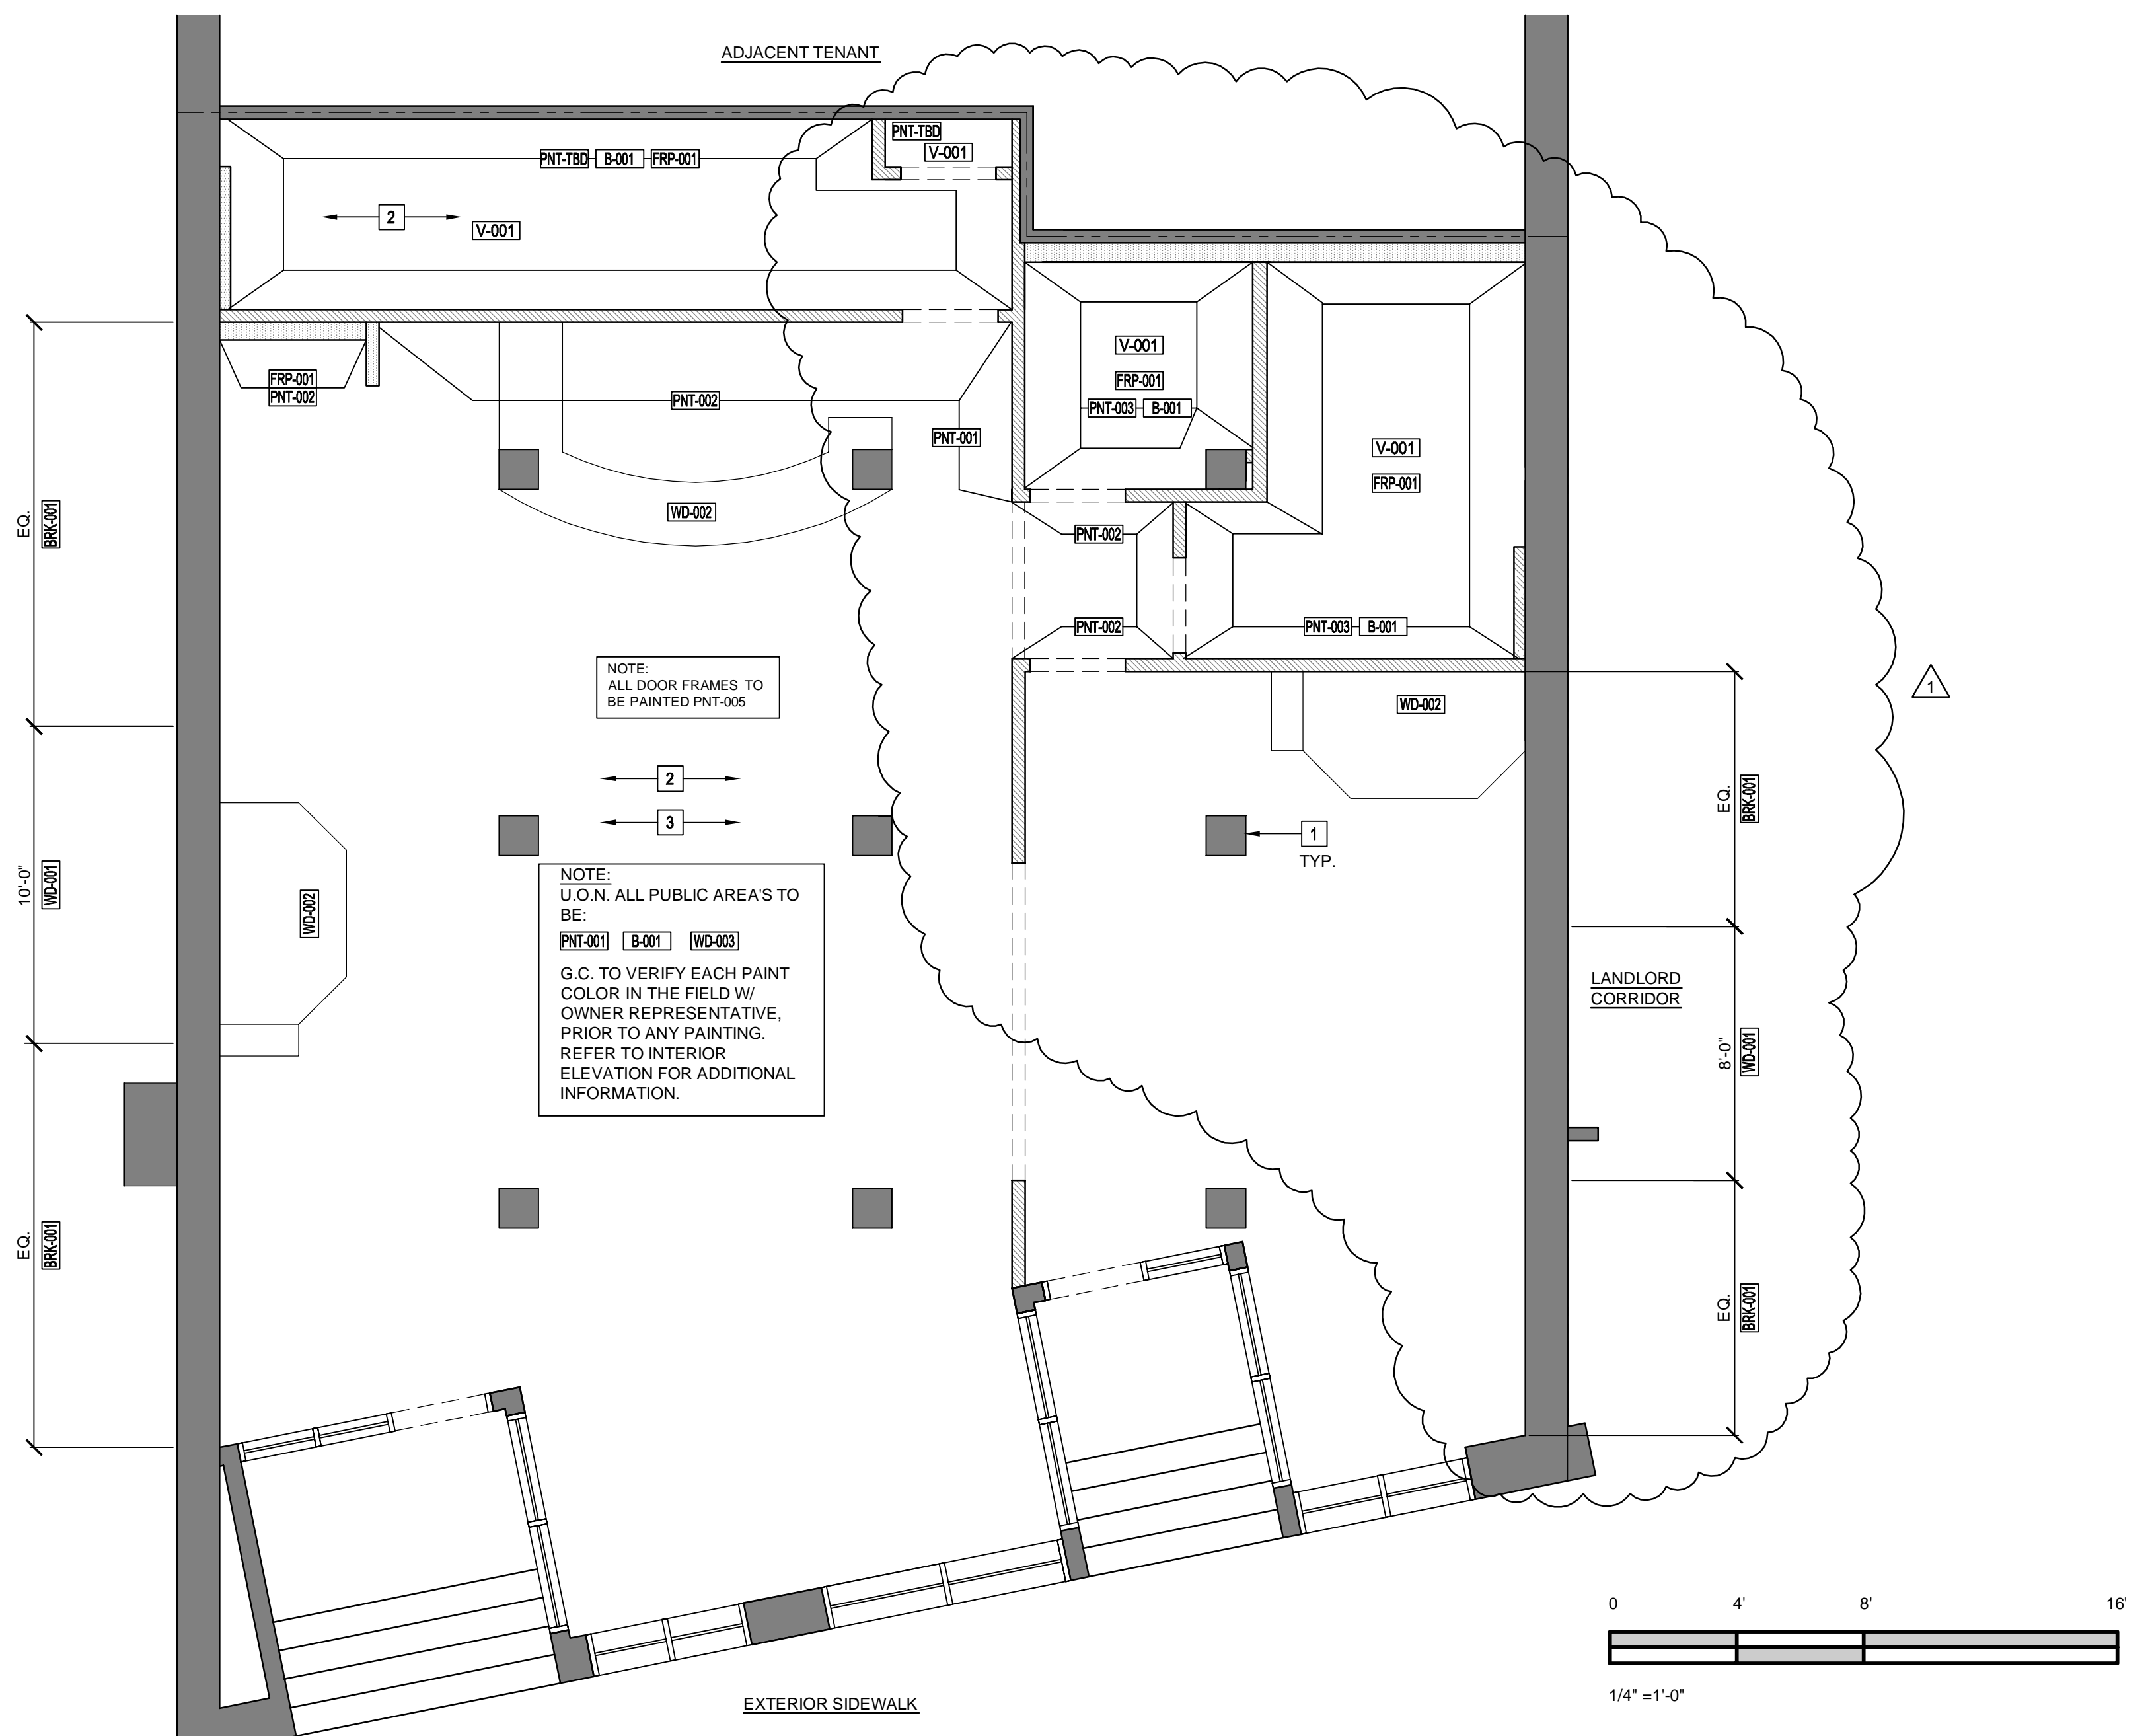 ADJACENT TENANT
PNT-TBD
V-001
PNT-TBD B-001 FRP-001
2
V-001
FRP-001
PNT-002
PNT-002
PNT-001
WD-002
V-001
FRP-001
PNT-003 B-001
V-001
FRP-001
PNT-002
PNT-002
PNT-003 B-001
EQ.
BRK-001
10'-0"
WD-001
EQ.
BRK-001
WD-002
NOTE:
ALL DOOR FRAMES TO
BE PAINTED PNT-005
2
3
NOTE:
U.O.N. ALL PUBLIC AREA'S TO
BE:
PNT-001 B-001 WD-003
G.C. TO VERIFY EACH PAINT
COLOR IN THE FIELD W/
OWNER REPRESENTATIVE,
PRIOR TO ANY PAINTING.
REFER TO INTERIOR
ELEVATION FOR ADDITIONAL
INFORMATION.
WD-002
1
TYP.
1
EQ.
BRK-001
LANDLORD
CORRIDOR
8'-0"
WD-001
EQ.
BRK-001
EXTERIOR SIDEWALK
0 4' 8' 16'
1/4" =1'-0"